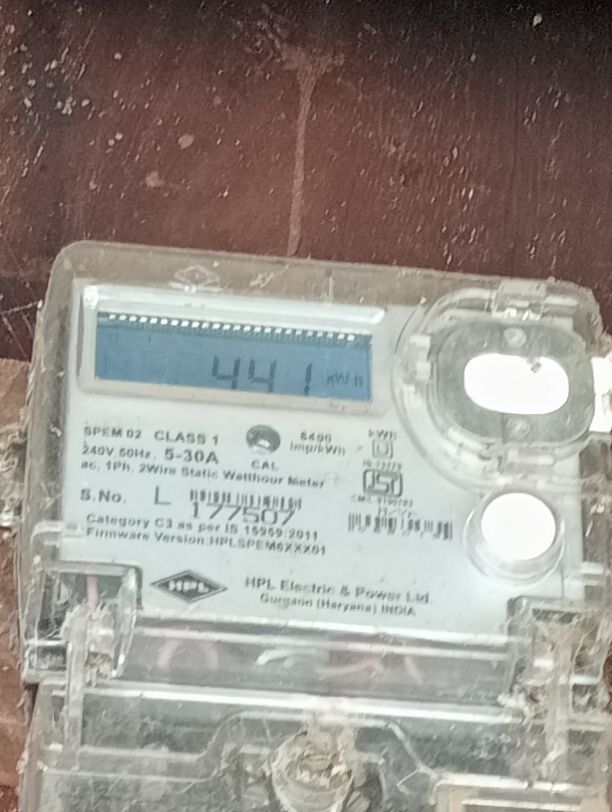 441 kWh
SPEM 02 CLASS 1
6400 imp/kWh
kWh
240V, 50Hz, 5-30A
CAL
ac, 1Ph, 2Wire Static Watthour Meter
S.No. L 177507
Category C3 as per IS 15959:2011
Firmware Version:HPLSPEM6XXX01
HPL
HPL Electric & Power Ltd.
Gurgaon (Haryana) INDIA